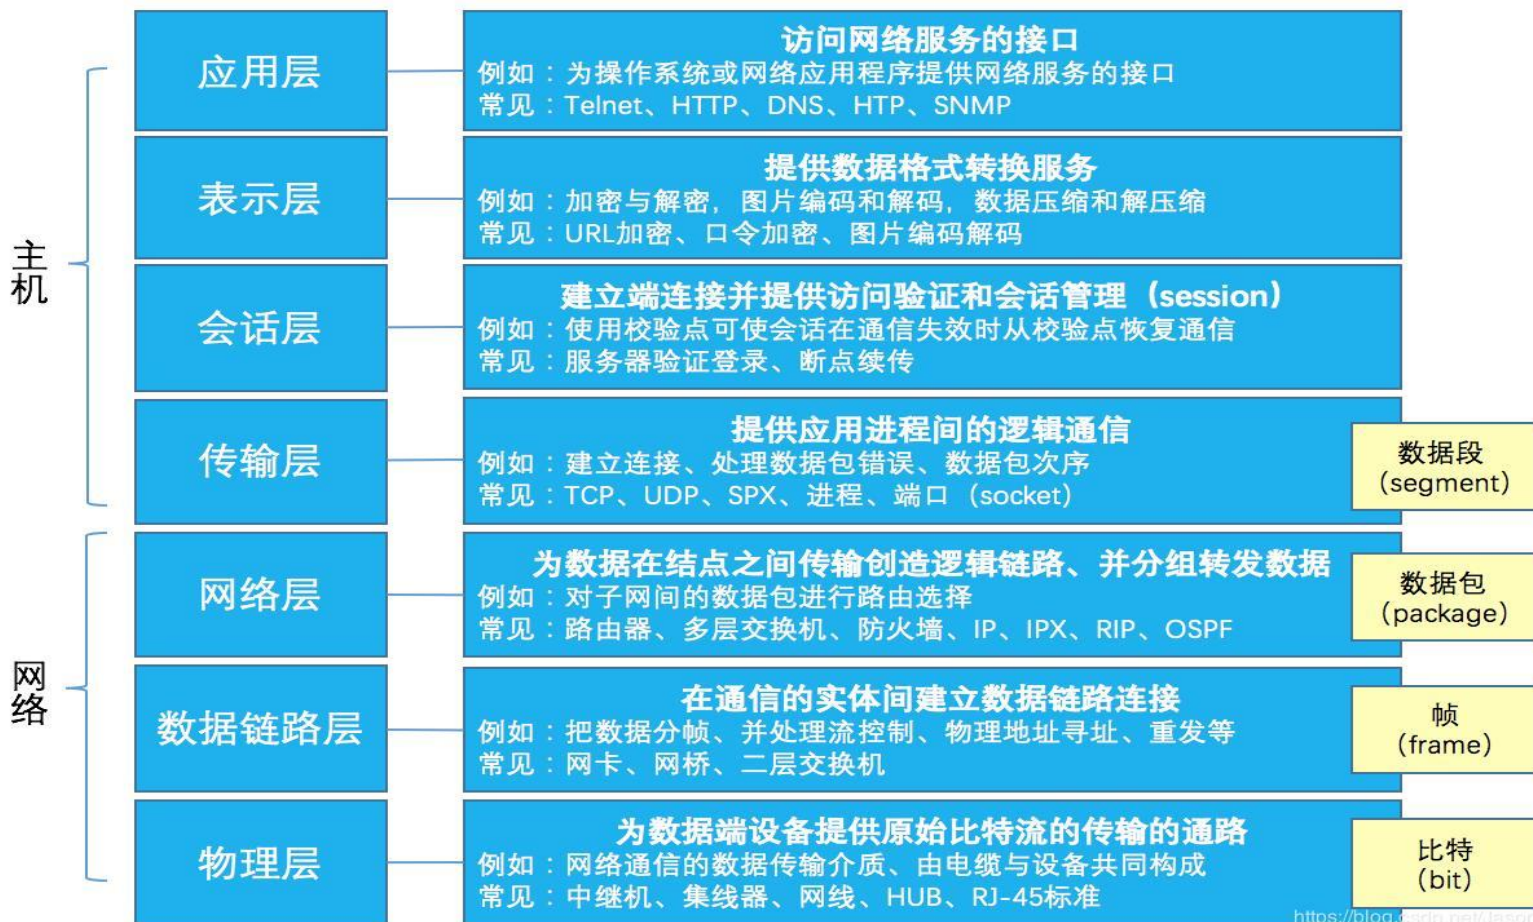 应用层
访问网络服务的接口
例如：为操作系统或网络应用程序提供网络服务的接口
常见：Telnet、HTTP、DNS、HTP、SNMP
表示层
提供数据格式转换服务
例如：加密与解密，图片编码和解码，数据压缩和解压缩
常见：URL加密、口令加密、图片编码解码
主机
会话层
建立端连接并提供访问验证和会话管理（session）
例如：使用校验点可使会话在通信失效时从校验点恢复通信
常见：服务器验证登录、断点续传
传输层
提供应用进程间的逻辑通信
例如：建立连接、处理数据包错误、数据包次序
常见：TCP、UDP、SPX、进程、端口（socket）
数据段
（segment）
网络层
为数据在结点之间传输创造逻辑链路、并分组转发数据
例如：对子网间的数据包进行路由选择
常见：路由器、多层交换机、防火墙、IP、IPX、RIP、OSPF
数据包
（package）
网络
数据链路层
在通信的实体间建立数据链路连接
例如：把数据分帧、并处理流控制、物理地址寻址、重发等
常见：网卡、网桥、二层交换机
帧
（frame）
物理层
为数据端设备提供原始比特流的传输的通路
例如：网络通信的数据传输介质、由电缆与设备共同构成
常见：中继机、集线器、网线、HUB、RJ-45标准
比特
（bit）